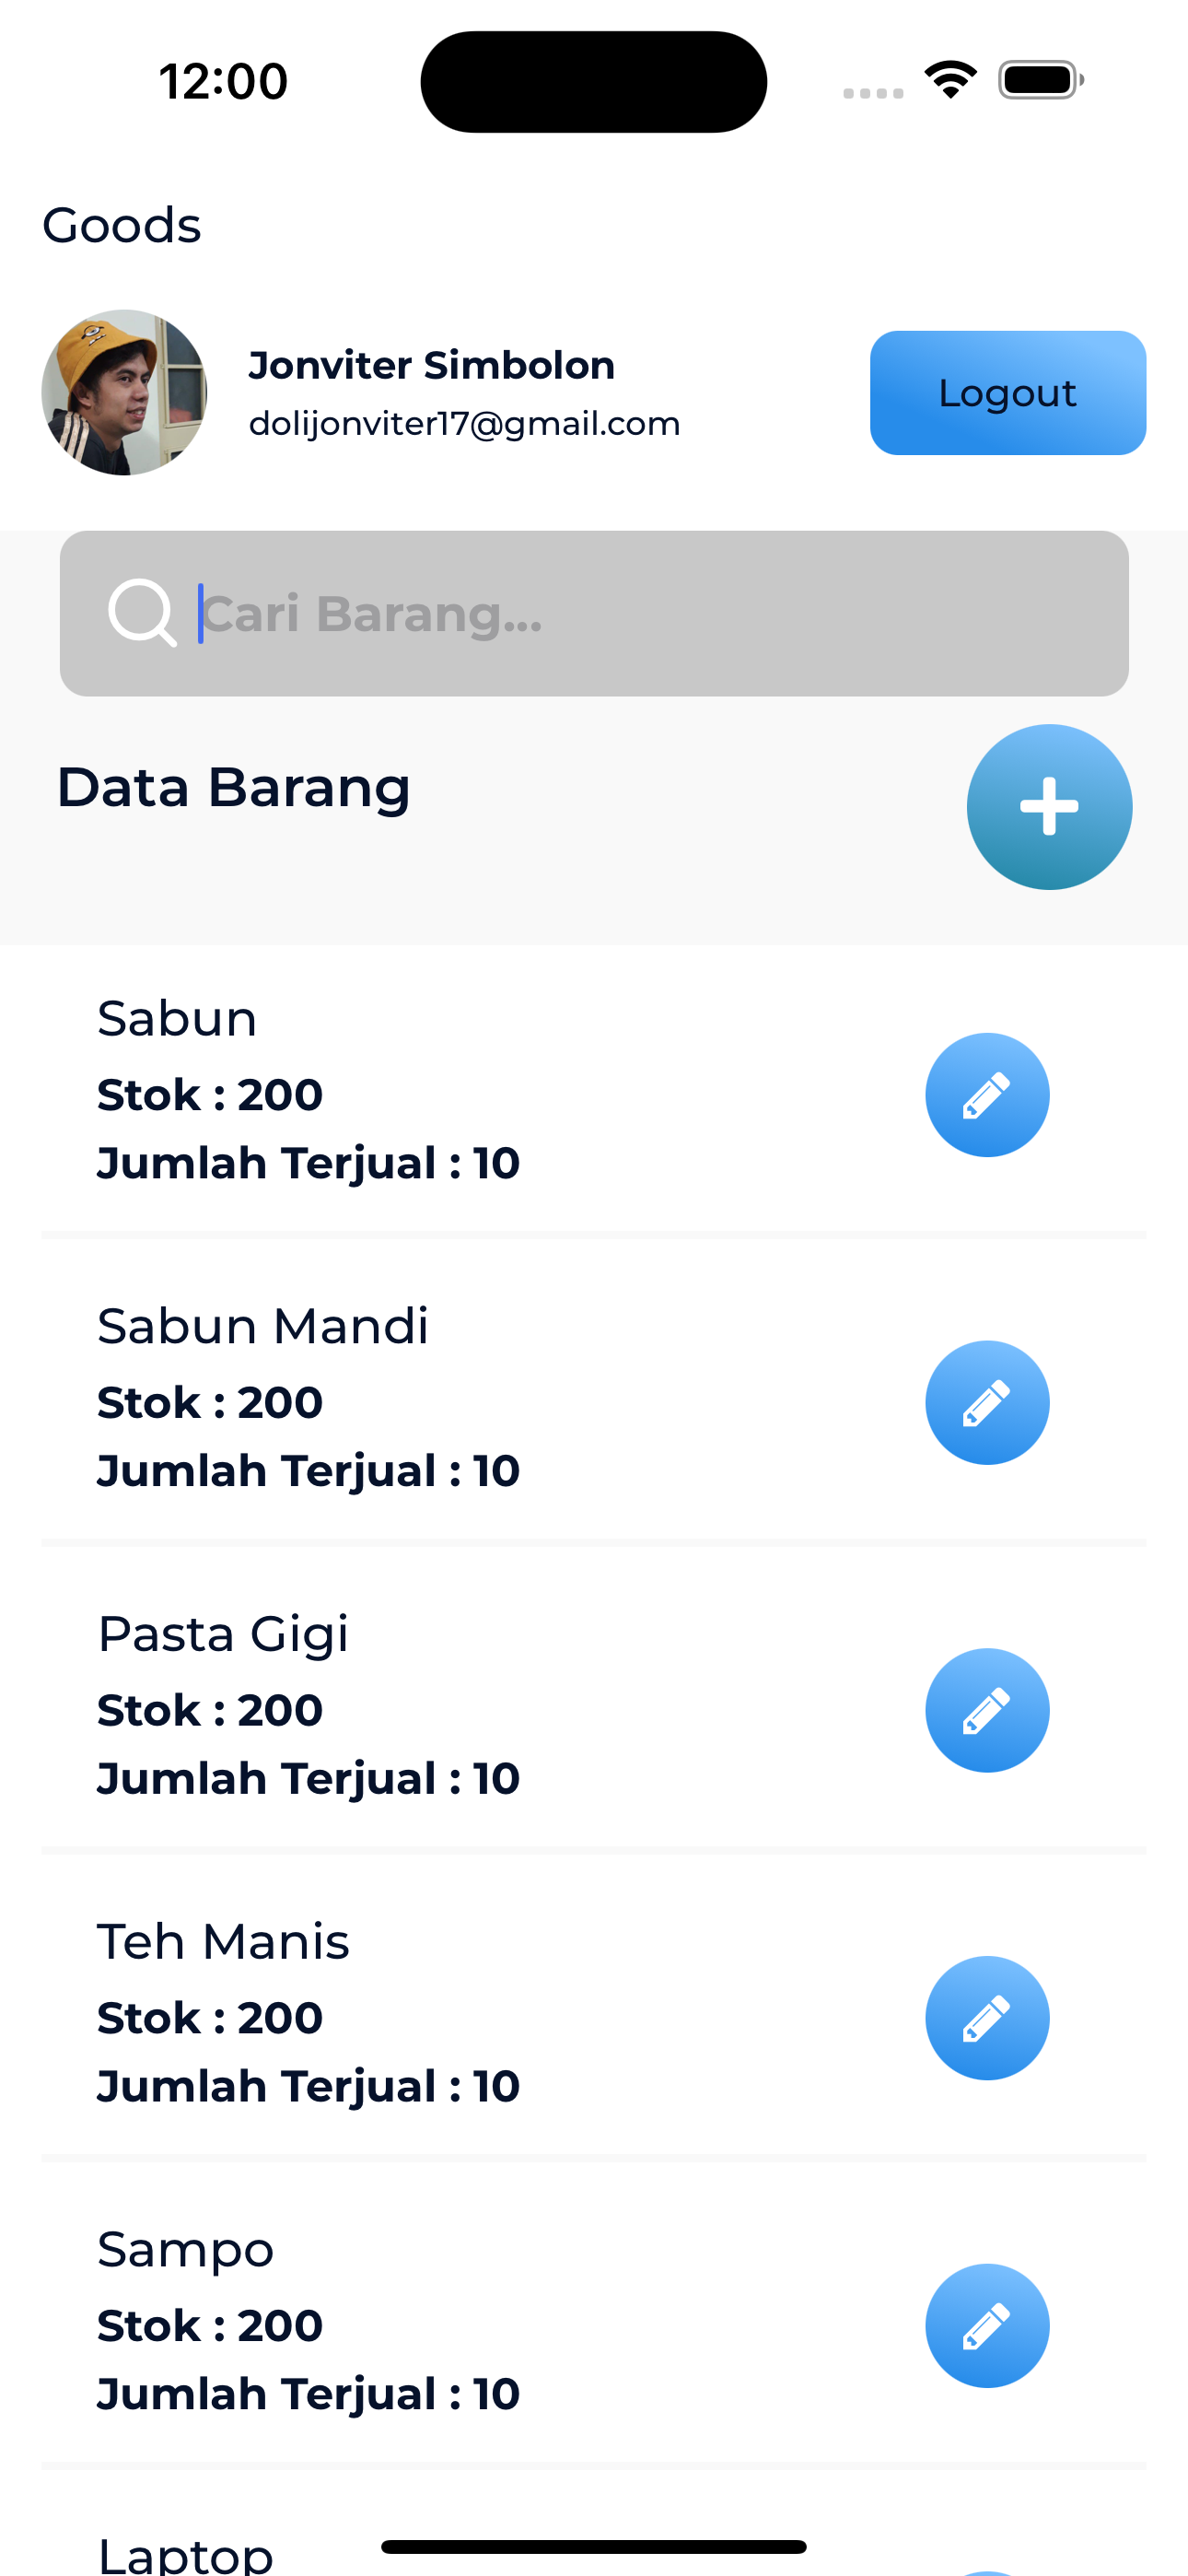 12:00
Goods
Jonviter Simbolon
dolijonviter17@gmail.com
Logout
Cari Barang...
Data Barang
Sabun
Stok : 200
Jumlah Terjual : 10
Sabun Mandi
Stok : 200
Jumlah Terjual : 10
Pasta Gigi
Stok : 200
Jumlah Terjual : 10
Teh Manis
Stok : 200
Jumlah Terjual : 10
Sampo
Stok : 200
Jumlah Terjual : 10
Laptop